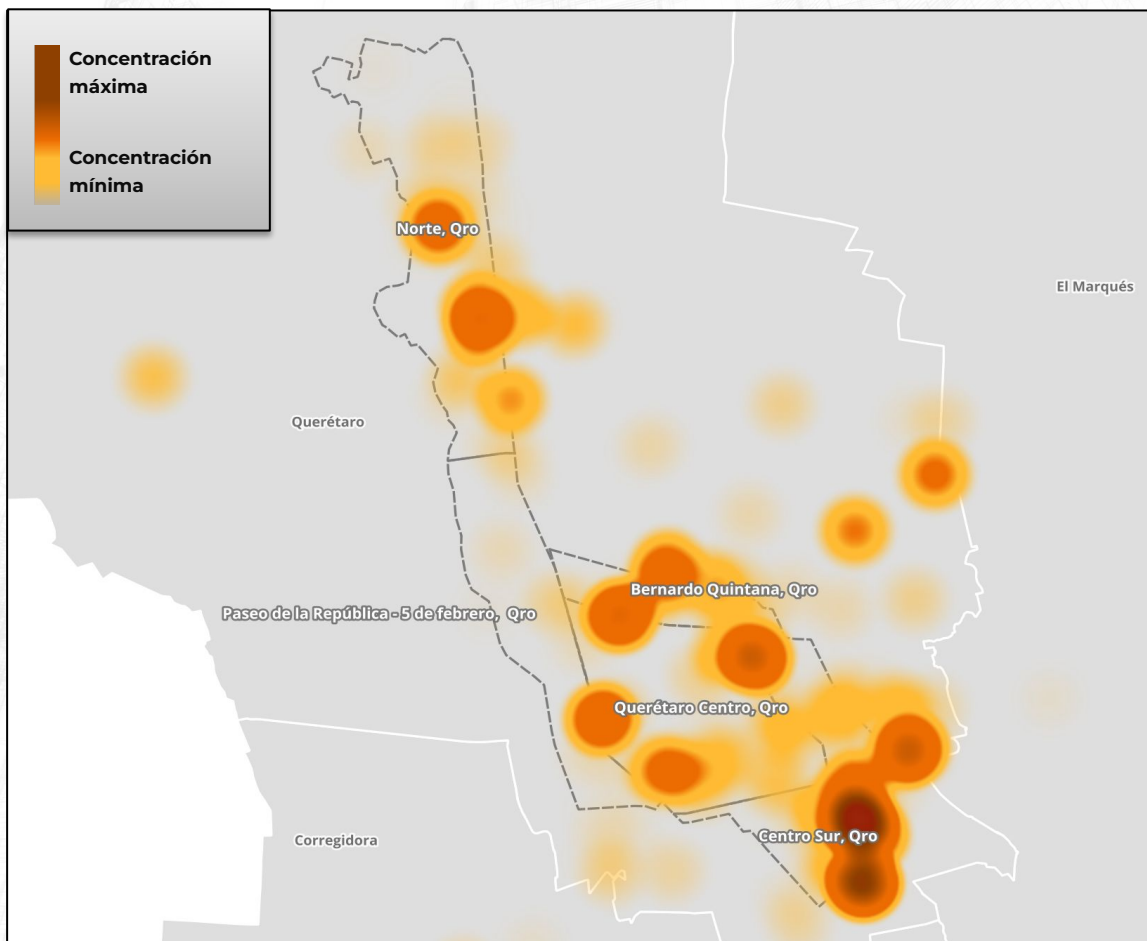 Concentración
máxima
Concentración
mínima
Norte, Qro
El Marqués
Querétaro
Bernardo Quintana, Qro
Paseo de la República - 5 de febrero, Qro
Querétaro Centro, Qro
Centro Sur, Qro
Corregidora